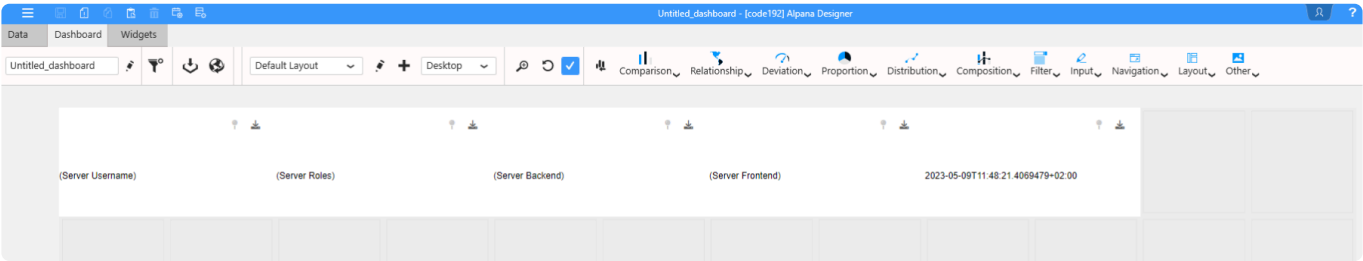 Untitled_dashboard - [code192] Alpana Designer
?
Data Dashboard Widgets
Untitled_dashboard Default Layout Desktop Comparison Relationship Deviation Proportion Distribution Composition Filter Input Navigation Layout Other
(Server Username) (Server Roles) (Server Backend) (Server Frontend) 2023-05-09T11:48:21.4069479+02:00